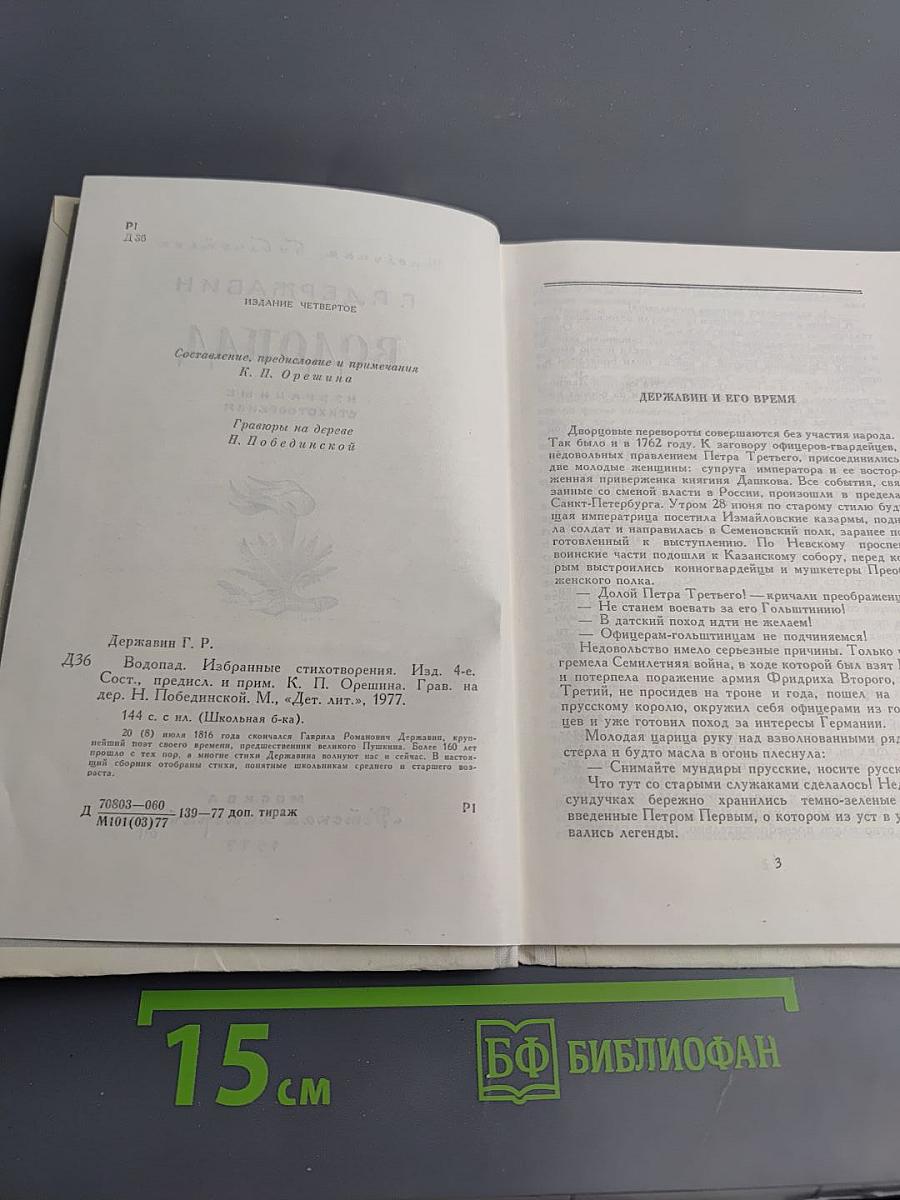 Р1
Д36
ИЗДАНИЕ ЧЕТВЕРТОЕ
Составление, предисловие и примечания
К. П. Орешина
Гравюры на дереве
Н. Побединской
Державин Г. Р.
Д36 Водопад. Избранные стихотворения. Изд. 4-е.
Сост., предисл. и прим. К. П. Орешина. Грав. на
дер. Н. Побединской. М., «Дет. лит.», 1977.
144 с. с ил. (Школьная б-ка).
20 (8) июля 1816 года скончался Гаврила Романович Державин, круп-
нейший поэт своего времени, предшественник великого Пушкина. Более 160 лет
прошло с тех пор, а многие стихи Державина волнуют нас и сейчас. В настоя-
щий сборник отобраны стихи, понятные школьникам среднего и старшего воз-
раста.
Д 70803—060
М101(03)77 139—77 доп. тираж Р1
ДЕРЖАВИН И ЕГО ВРЕМЯ
Дворцовые перевороты совершаются без участия народа.
Так было и в 1762 году. К заговору офицеров-гвардейцев,
недовольных правлением Петра Третьего, присоединились
две молодые женщины: супруга императора и ее востор-
женная приверженка княгиня Дашкова. Все события, свя-
занные со сменой власти в России, произошли в предела
Санкт-Петербурга. Утром 28 июня по старому стилю буд
щая императрица посетила Измайловские казармы, подн
ла солдат и направилась в Семеновский полк, заранее по
готовленный к выступлению. По Невскому проспе
воинские части подошли к Казанскому собору, перед ко
рым выстроились конногвардейцы и мушкетеры Прео
женского полка.
— Долой Петра Третьего! — кричали преображенц
— Не станем воевать за его Гольштинию!
— В датский поход идти не желаем!
— Офицерам-гольштинцам не подчиняемся!
Недовольство имело серьезные причины. Только
гремела Семилетняя война, в ходе которой был взят
и потерпела поражение армия Фридриха Второго,
Третий, не просидев на троне и года, пошел на
прусскому королю, окружил себя офицерами из го
цев и уже готовил поход за интересы Германии.
Молодая царица руку над взволнованными ряд
стерла и будто масла в огонь плеснула:
— Снимайте мундиры прусские, носите русск
Что тут со старыми служаками сделалось! Нед
сундучках бережно хранились темно-зеленые
введенные Петром Первым, о котором из уст в у
вались легенды.
3
15 см
БФ БИБЛИОФАН